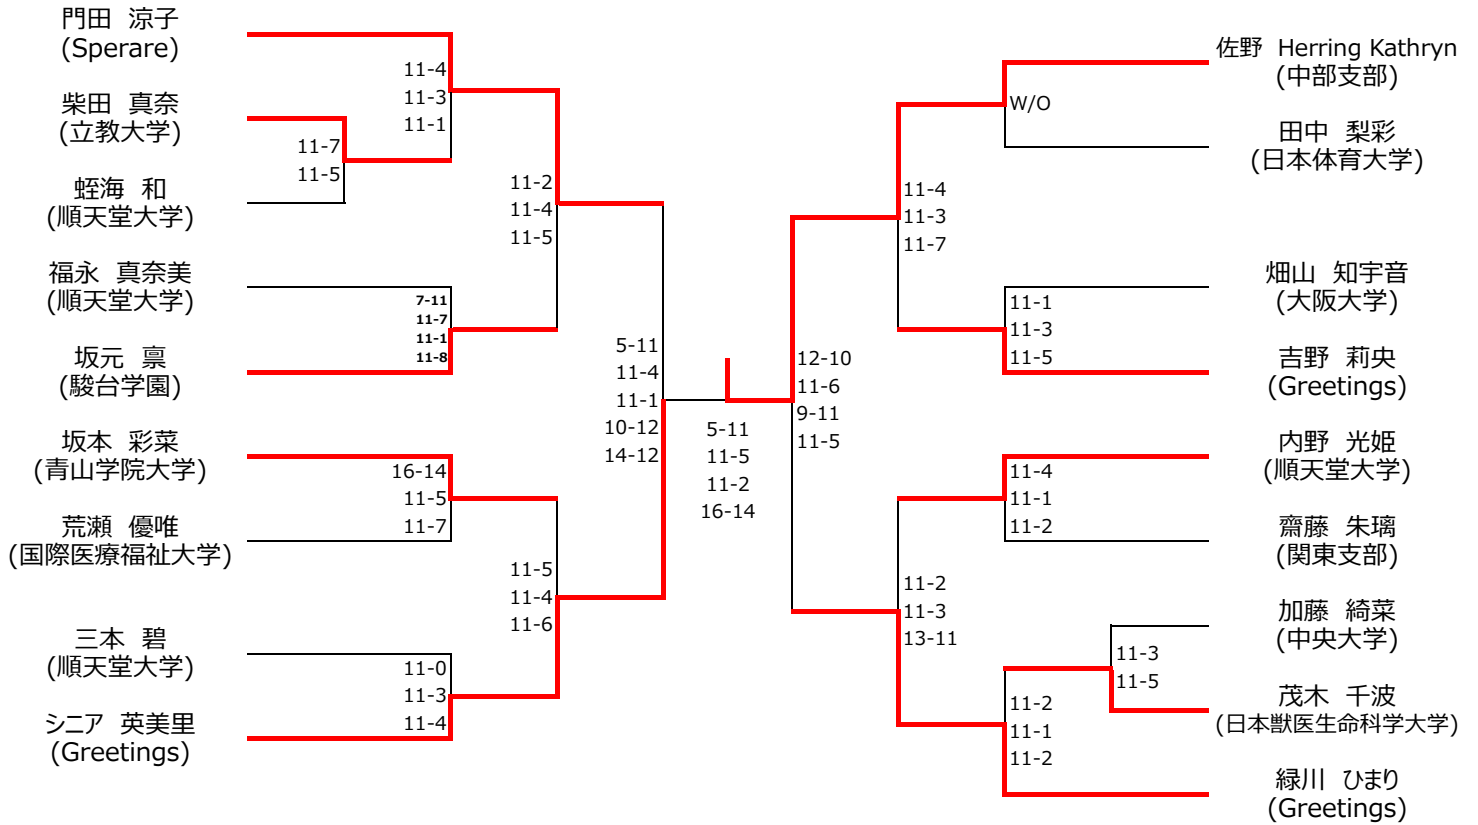 門田 涼子
(Sperare)
柴田 真奈
(立教大学)
蛭海 和
(順天堂大学)
福永 真奈美
(順天堂大学)
坂元 禀
(駿台学園)
坂本 彩菜
(青山学院大学)
荒瀬 優唯
(国際医療福祉大学)
三本 碧
(順天堂大学)
シニア 英美里
(Greetings)
11-4
11-3
11-1
11-7
11-5
7-11
11-7
11-1
11-8
16-14
11-5
11-7
11-0
11-3
11-4
11-2
11-4
11-5
11-5
11-4
11-6
5-11
11-4
11-1
10-12
14-12
5-11
11-5
11-2
16-14
12-10
11-6
9-11
11-5
11-4
11-3
11-7
11-2
11-3
13-11
W/O
11-1
11-3
11-5
11-4
11-1
11-2
11-3
11-5
11-2
11-1
11-2
佐野 Herring Kathryn
(中部支部)
田中 梨彩
(日本体育大学)
畑山 知宇音
(大阪大学)
吉野 莉央
(Greetings)
内野 光姫
(順天堂大学)
齋藤 朱璃
(関東支部)
加藤 綺菜
(中央大学)
茂木 千波
(日本獣医生命科学大学)
緑川 ひまり
(Greetings)